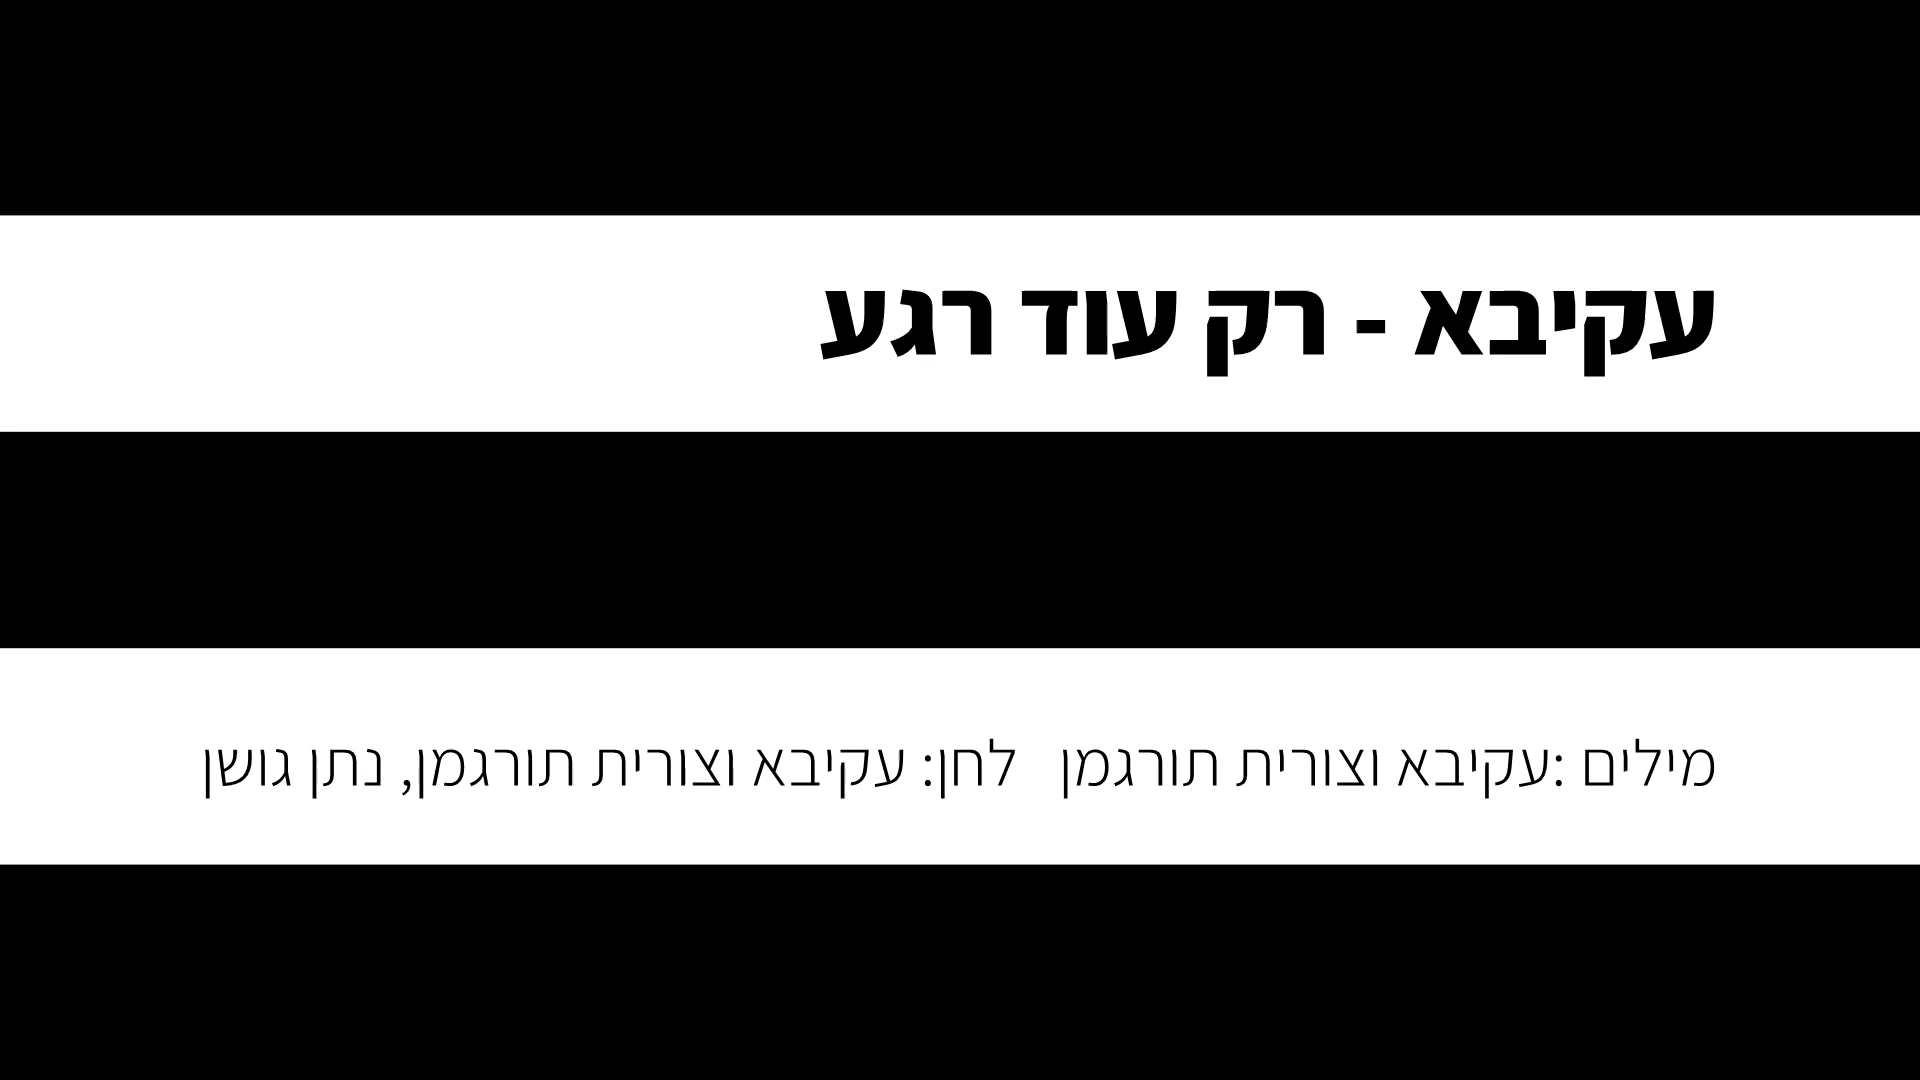 עקיבא - רק עוד רגע
מילים :עקיבא וצורית תורגמן לחן: עקיבא וצורית תורגמן, נתן גושן